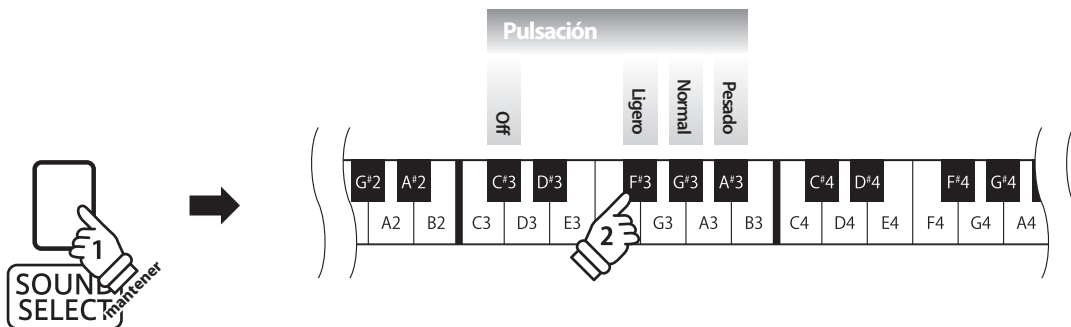 Pulsación
Off
Ligero
Normal
Pesado
G#2 A#2 C#3 D#3 F#3 G#3 A#3 C#4 D#4 F#4 G#4
A2 B2 C3 D3 E3 G3 A3 B3 C4 D4 E4 F4 G4 A4
1
2
mantener
SOUND
SELECT